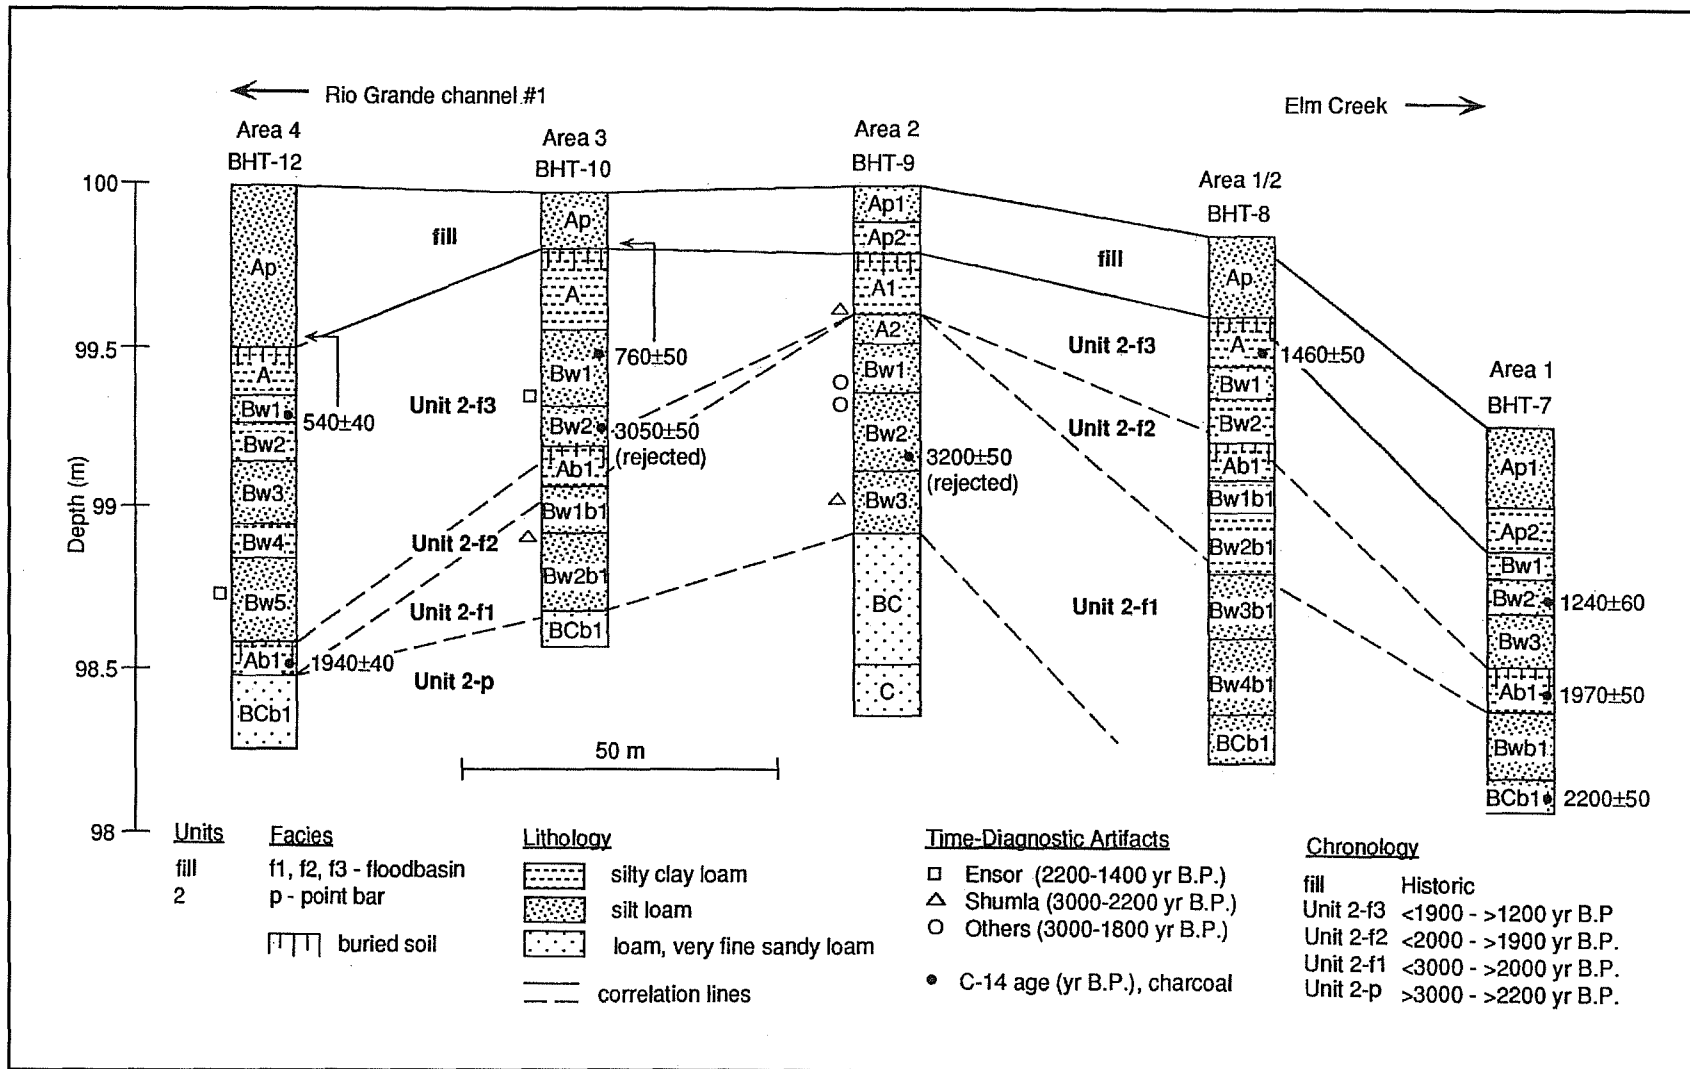 Rio Grande channel #1
Elm Creek
Area 4
BHT-12
Area 3
BHT-10
Area 2
BHT-9
Area 1/2
BHT-8
Area 1
BHT-7
Depth (m)
100
99.5
99
98.5
98
Ap
A
Bw1
Bw2
Bw3
Bw4
Bw5
Ab1
BCb1
540±40
1940±40
fill
Unit 2-f3
Unit 2-f2
Unit 2-f1
Unit 2-p
Ap
A
Bw1
Bw2
Ab1
Bw1b1
Bw2b1
BCb1
760±50
3050±50
(rejected)
Ap1
Ap2
A1
A2
Bw1
Bw2
Bw3
BC
C
3200±50
(rejected)
fill
Unit 2-f3
Unit 2-f2
Unit 2-f1
Ap
A
Bw1
Bw2
Ab1
Bw1b1
Bw2b1
Bw3b1
Bw4b1
BCb1
1460±50
Ap1
Ap2
Bw1
Bw2
Bw3
Ab1
Bwb1
BCb1
1240±60
1970±50
2200±50
50 m
Units
fill
2
Facies
f1, f2, f3 - floodbasin
p - point bar
buried soil
Lithology
silty clay loam
silt loam
loam, very fine sandy loam
correlation lines
Time-Diagnostic Artifacts
Ensor (2200-1400 yr B.P.)
Shumla (3000-2200 yr B.P.)
Others (3000-1800 yr B.P.)
C-14 age (yr B.P.), charcoal
Chronology
fill Historic
Unit 2-f3 <1900 - >1200 yr B.P
Unit 2-f2 <2000 - >1900 yr B.P.
Unit 2-f1 <3000 - >2000 yr B.P.
Unit 2-p >3000 - >2200 yr B.P.